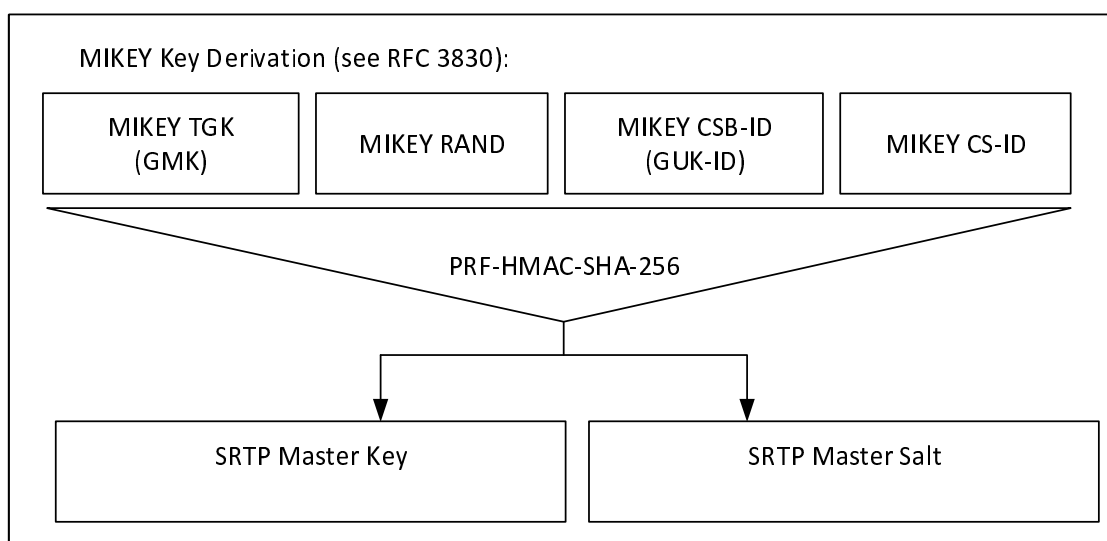 MIKEY Key Derivation (see RFC 3830):
MIKEY TGK
(GMK)
MIKEY RAND
MIKEY CSB-ID
(GUK-ID)
MIKEY CS-ID
PRF-HMAC-SHA-256
SRTP Master Key
SRTP Master Salt